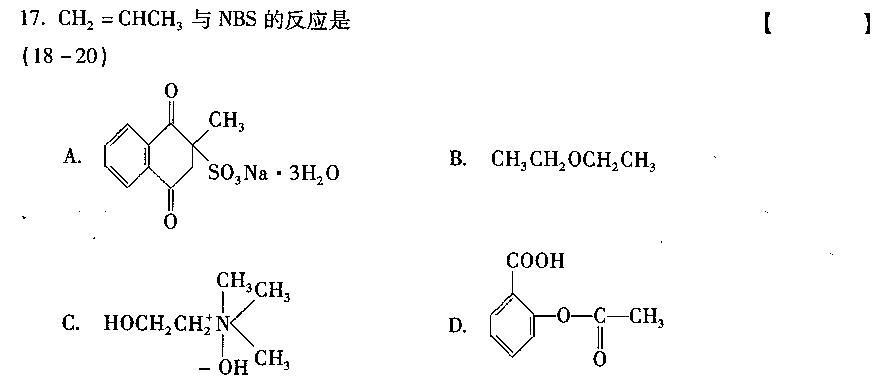 17. CH₂ = CHCH₃ 与 NBS 的反应是 【 】
(18 - 20)
A.
O
CH₃
SO₃Na · 3H₂O
O
B. CH₃CH₂OCH₂CH₃
C.
CH₃
CH₃
HOCH₂CH₂ N⁺
CH₃
- OH
D.
COOH
O—C—CH₃
O